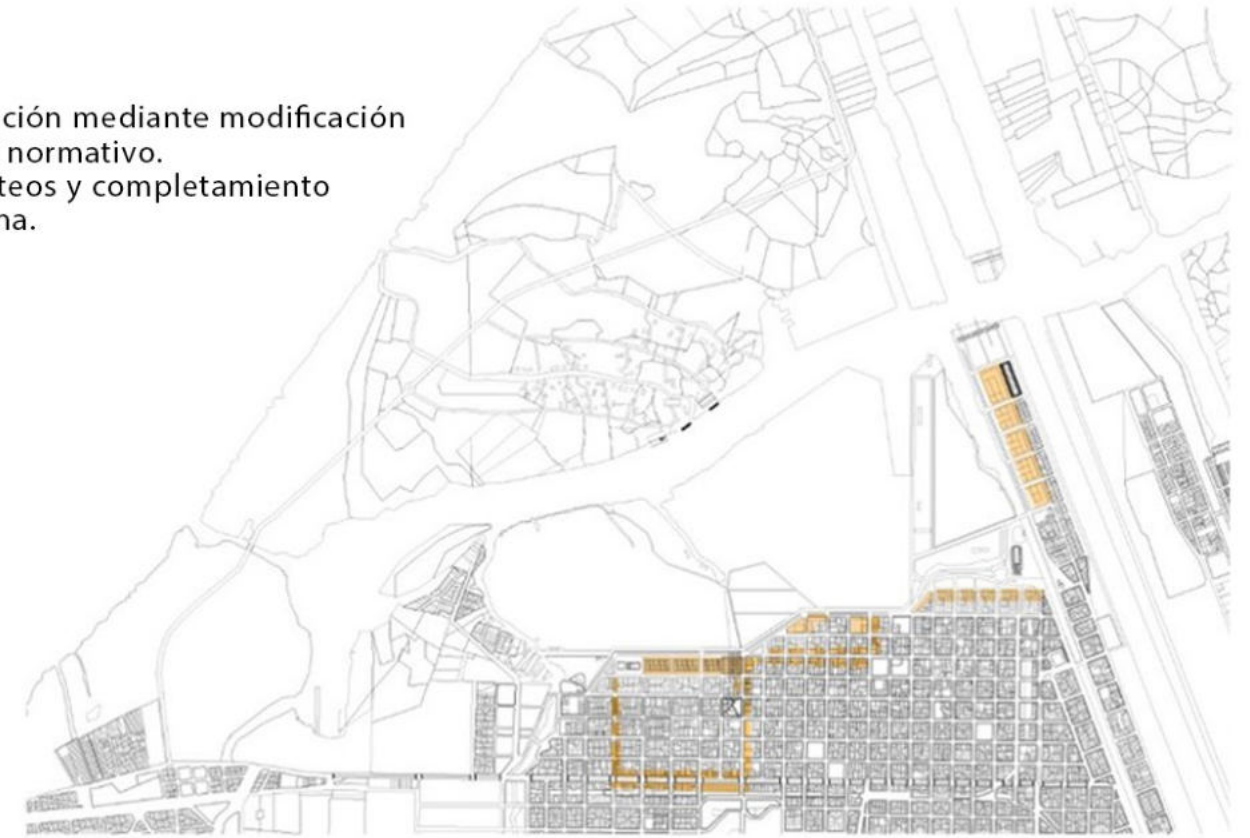 ción mediante modificación
normativo.
teos y completamiento
na.